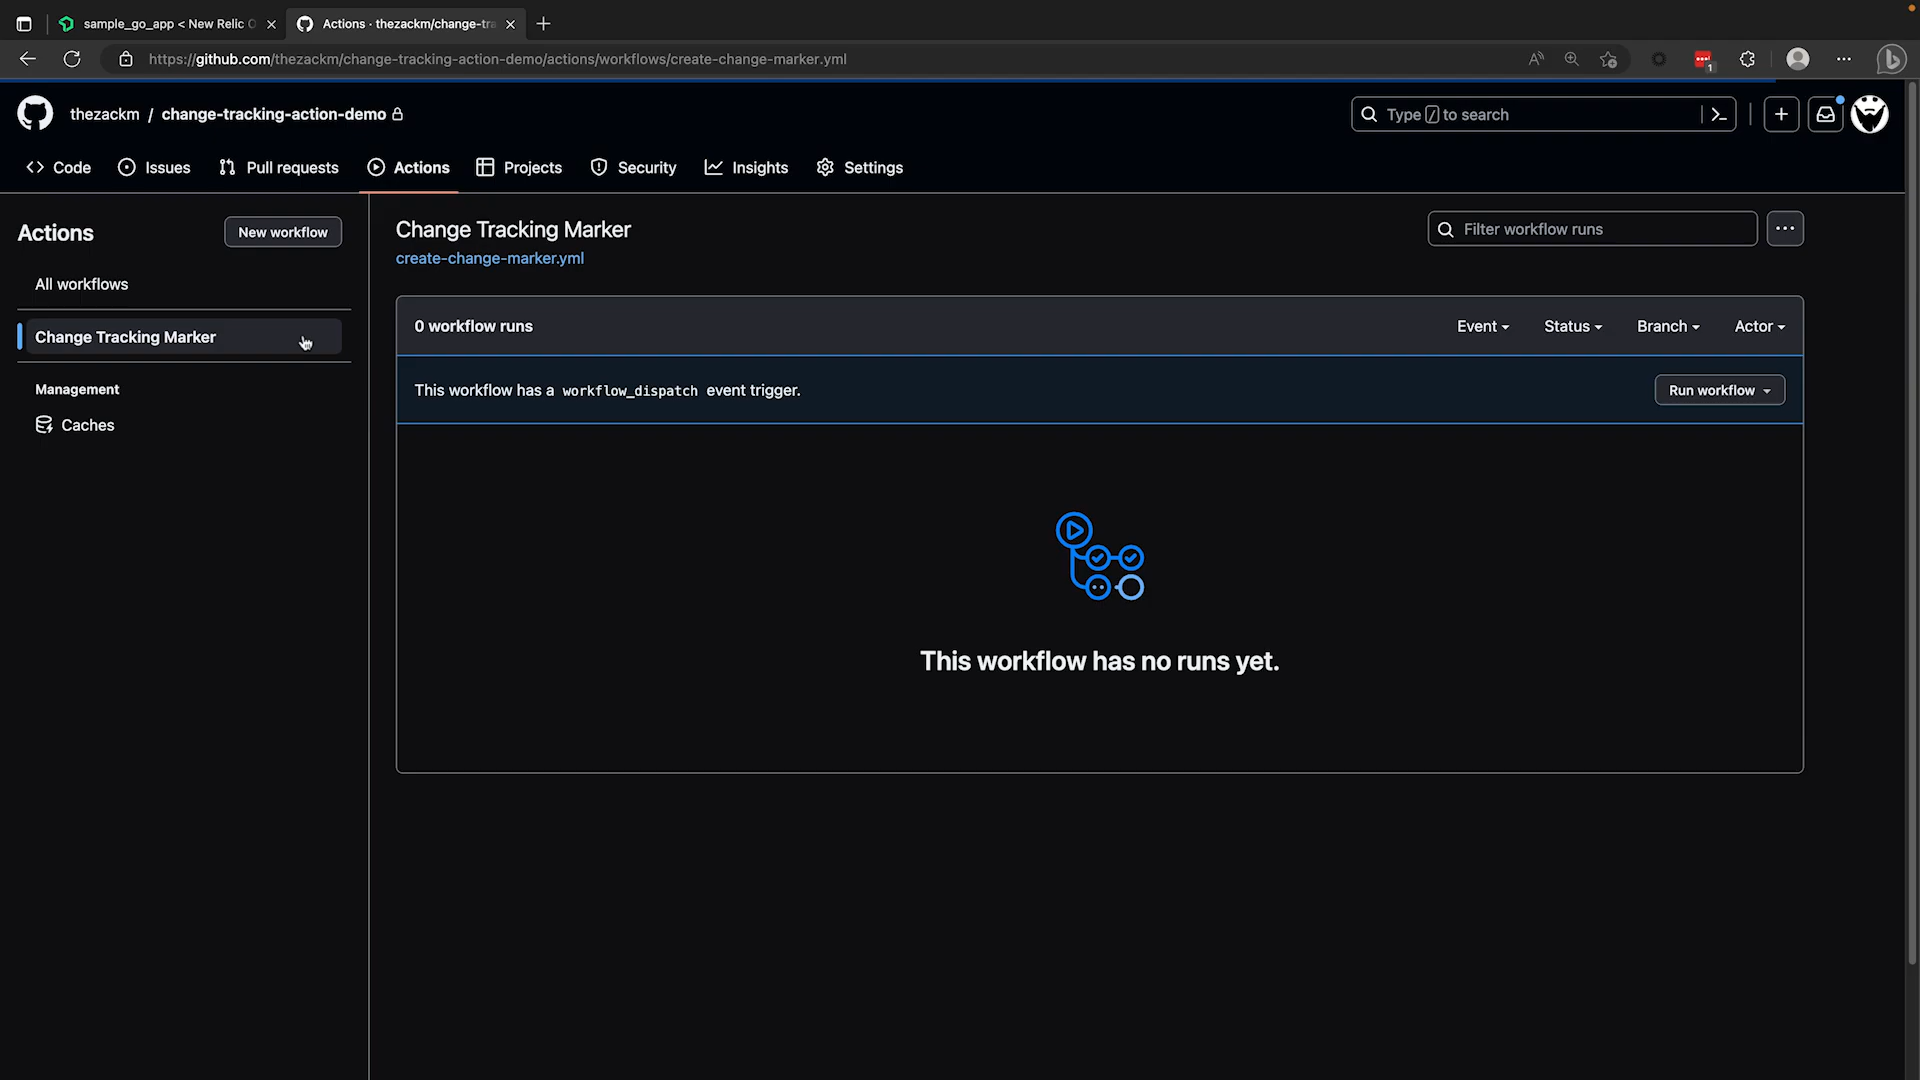 sample_go_app < New Relic O
Actions · thezackm/change-tra
https://github.com/thezackm/change-tracking-action-demo/actions/workflows/create-change-marker.yml
1
thezackm / change-tracking-action-demo
Type / to search
Code
Issues
Pull requests
Actions
Projects
Security
Insights
Settings
Actions
New workflow
All workflows
Change Tracking Marker
Management
Caches
Change Tracking Marker
create-change-marker.yml
Filter workflow runs
0 workflow runs
Event
Status
Branch
Actor
This workflow has a workflow_dispatch event trigger.
Run workflow
This workflow has no runs yet.